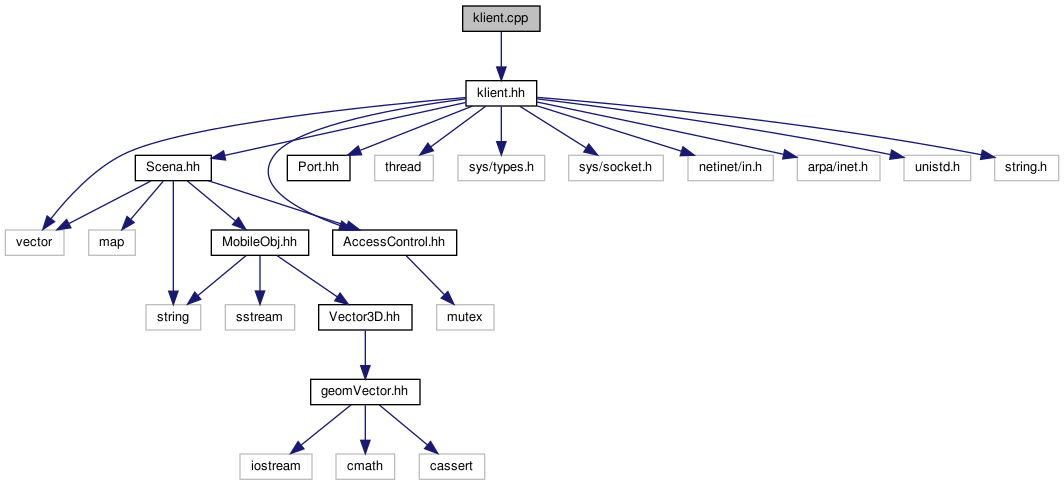 klient.cpp
klient.hh
Scena.hh
Port.hh
thread
sys/types.h
sys/socket.h
netinet/in.h
arpa/inet.h
unistd.h
string.h
vector
map
MobileObj.hh
AccessControl.hh
string
sstream
Vector3D.hh
mutex
geomVector.hh
iostream
cmath
cassert